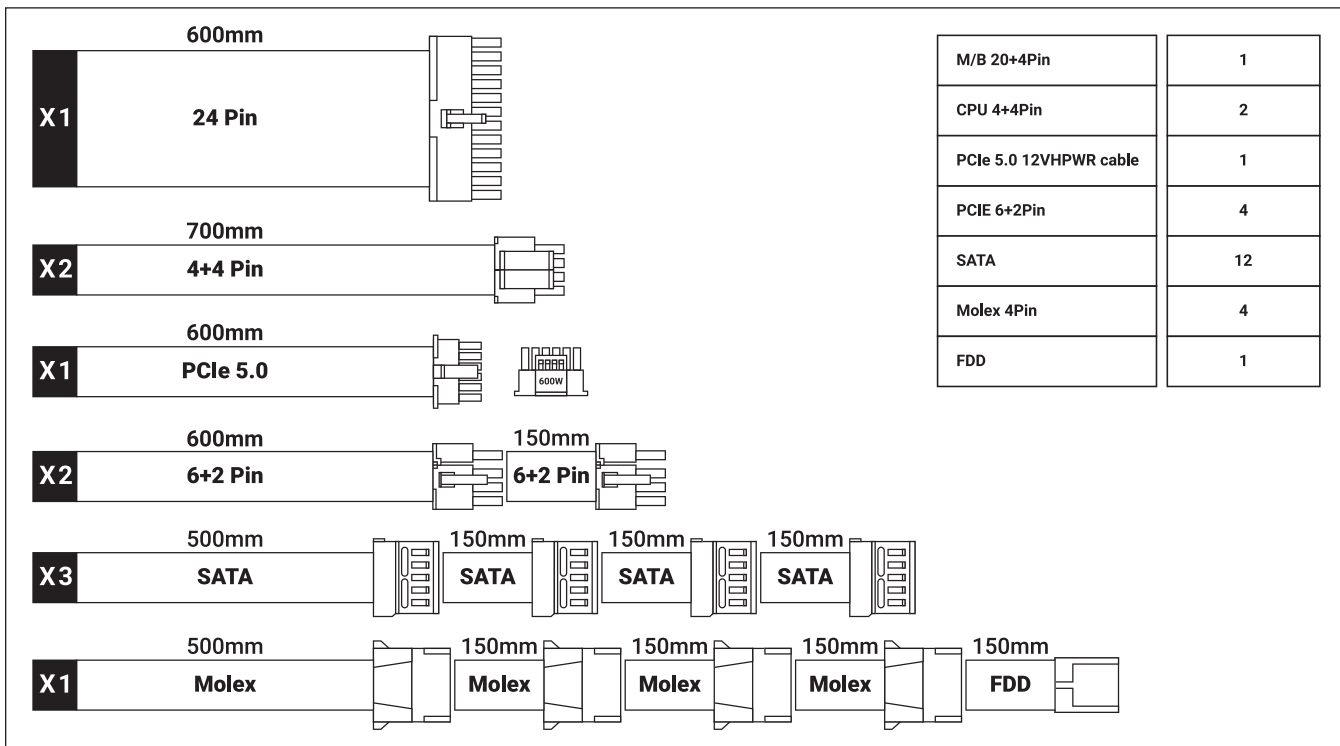 600mm
X1
24 Pin
700mm
X2
4+4 Pin
600mm
X1
PCIe 5.0
600W
600mm
150mm
X2
6+2 Pin
6+2 Pin
500mm
150mm
150mm
150mm
X3
SATA
SATA
SATA
SATA
500mm
150mm
150mm
150mm
150mm
X1
Molex
Molex
Molex
Molex
FDD
M/B 20+4Pin 1
CPU 4+4Pin 2
PCIe 5.0 12VHPWR cable 1
PCIE 6+2Pin 4
SATA 12
Molex 4Pin 4
FDD 1